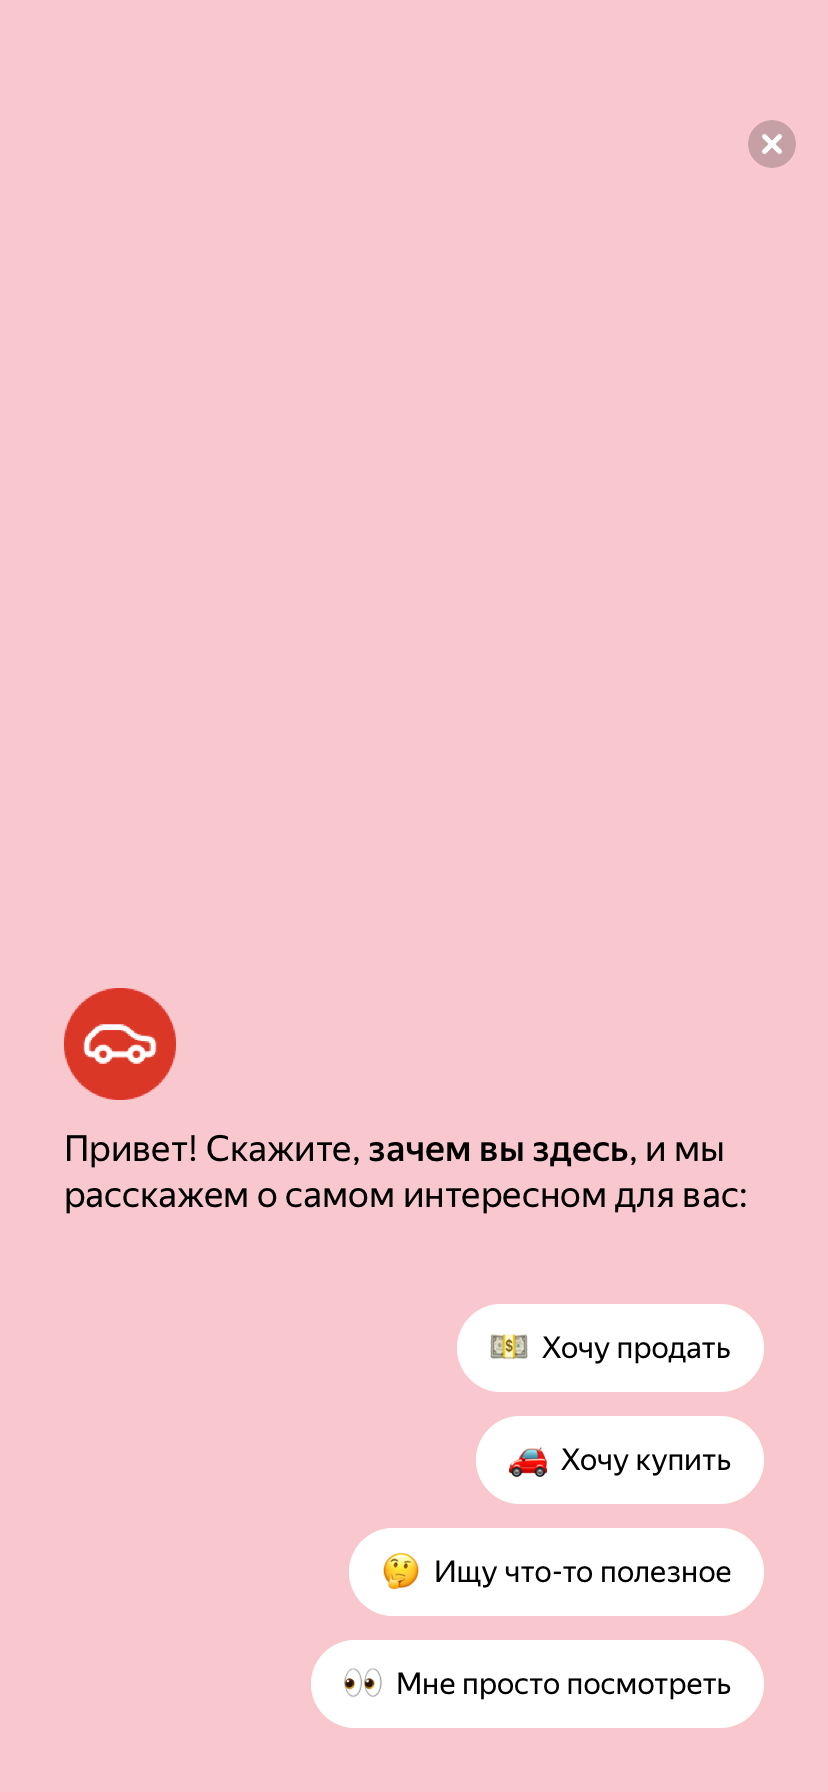 Привет! Скажите, зачем вы здесь, и мы
расскажем о самом интересном для вас:
💵 Хочу продать
🚗 Хочу купить
🤔 Ищу что-то полезное
👀 Мне просто посмотреть